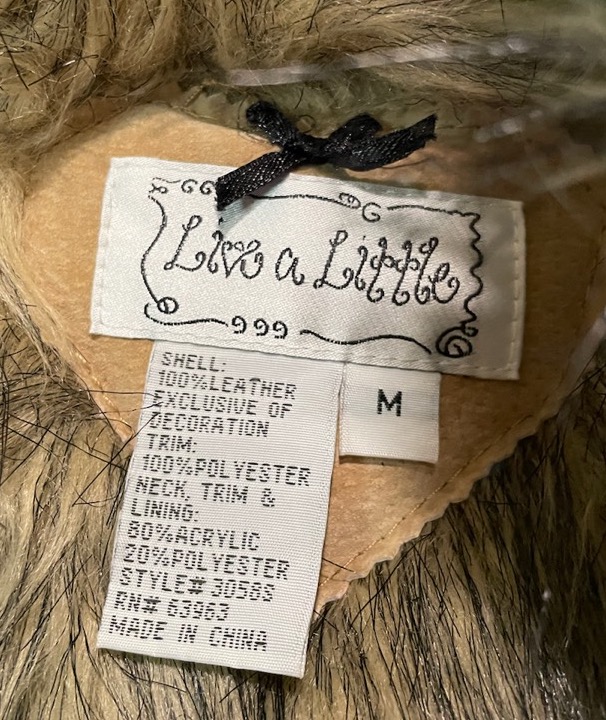 Live a Little
M
SHELL:
100%LEATHER
EXCLUSIVE OF
DECORATION
TRIM:
100%POLYESTER
NECK, TRIM &
LINING:
80%ACRYLIC
20%POLYESTER
STYLE# 3058S
RN# 63963
MADE IN CHINA